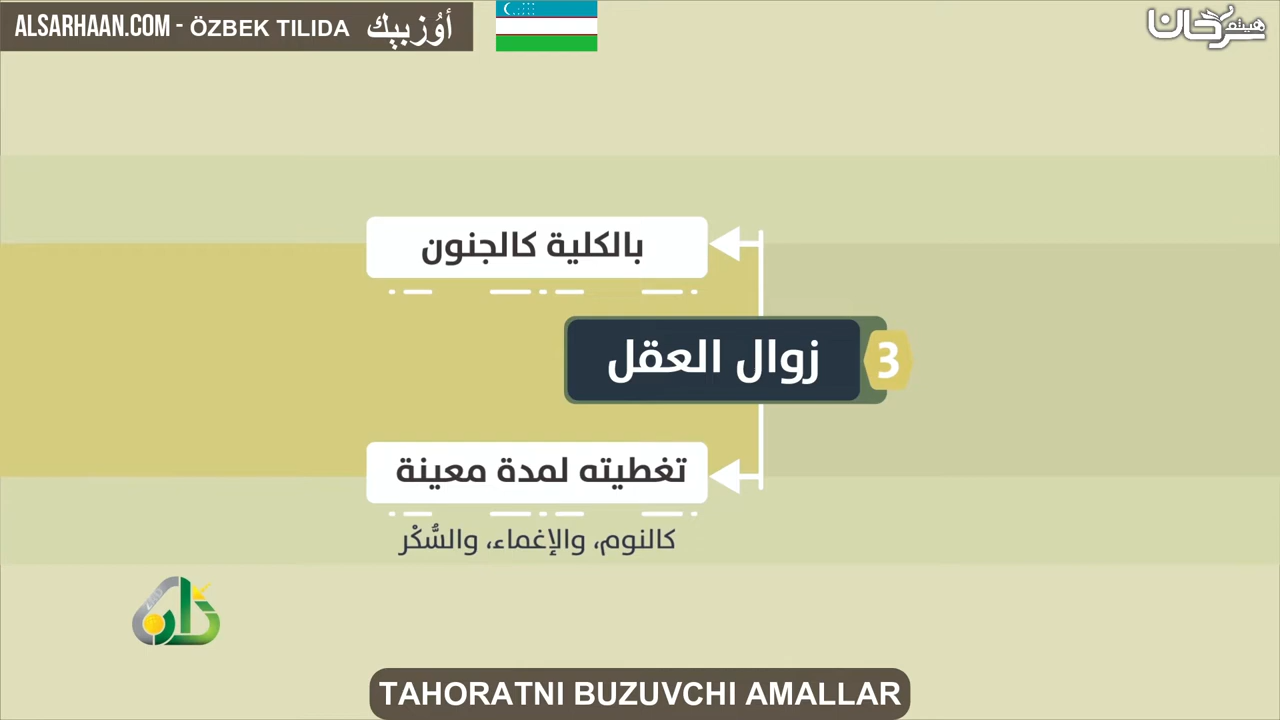 ALSARHAAN.COM - ÖZBEK TILIDA أوُزبيك
هيثم سرحان
بالكلية كالجنون
3 زوال العقل
تغطيته لمدة معينة
كالنوم، والإغماء، والسُّكْر
TAHORATNI BUZUVCHI AMALLAR